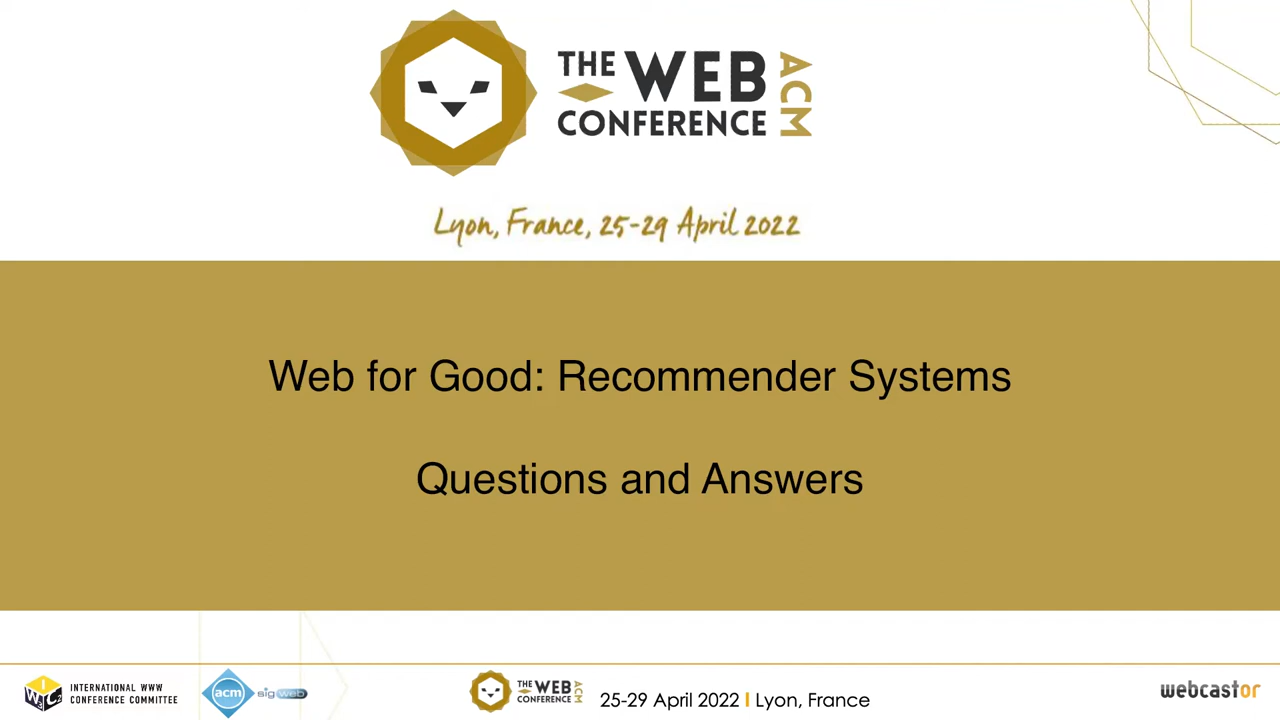 THE WEB ACM
CONFERENCE
Lyon, France, 25-29 April 2022
Web for Good: Recommender Systems
Questions and Answers
INTERNATIONAL WWW
CONFERENCE COMMITTEE
acm sigweb
THE WEB ACM
CONFERENCE
25-29 April 2022 I Lyon, France
webcastor